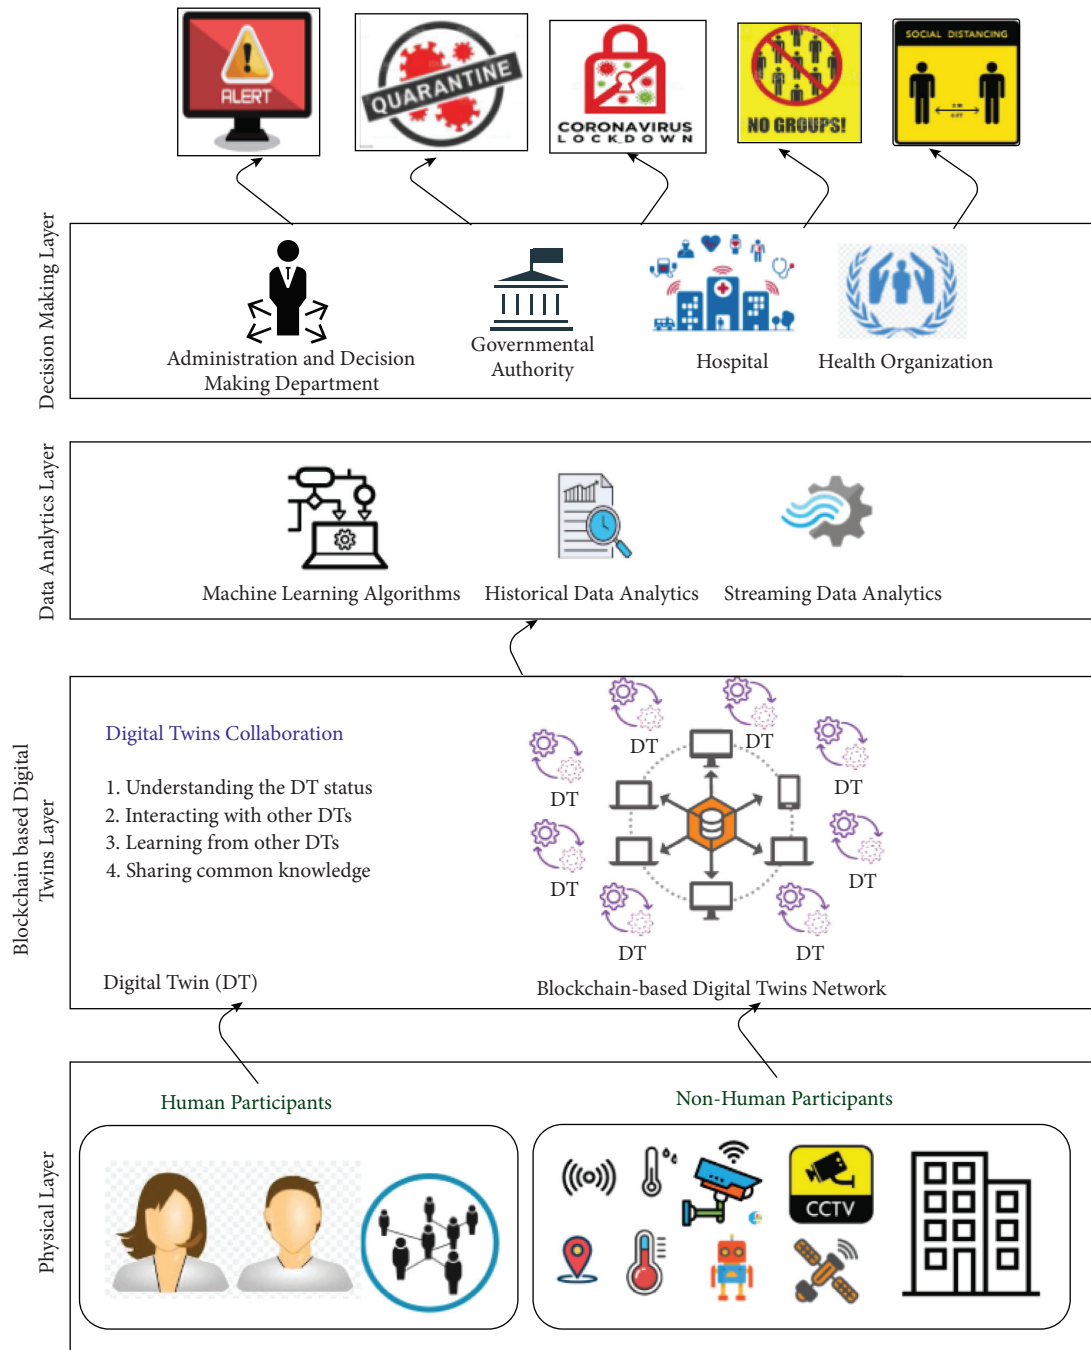 ALERT
QUARANTINE
CORONAVIRUS
LOCKDOWN
NO GROUPS!
SOCIAL DISTANCING
Decision Making Layer
Administration and Decision
Making Department
Governmental
Authority
Hospital
Health Organization
Data Analytics Layer
Machine Learning Algorithms
Historical Data Analytics
Streaming Data Analytics
Blockchain based Digital
Twins Layer
Digital Twins Collaboration
1. Understanding the DT status
2. Interacting with other DTs
3. Learning from other DTs
4. Sharing common knowledge
Digital Twin (DT)
DT
DT
DT
DT
DT
DT
DT
DT
Blockchain-based Digital Twins Network
Physical Layer
Human Participants
Non-Human Participants
CCTV